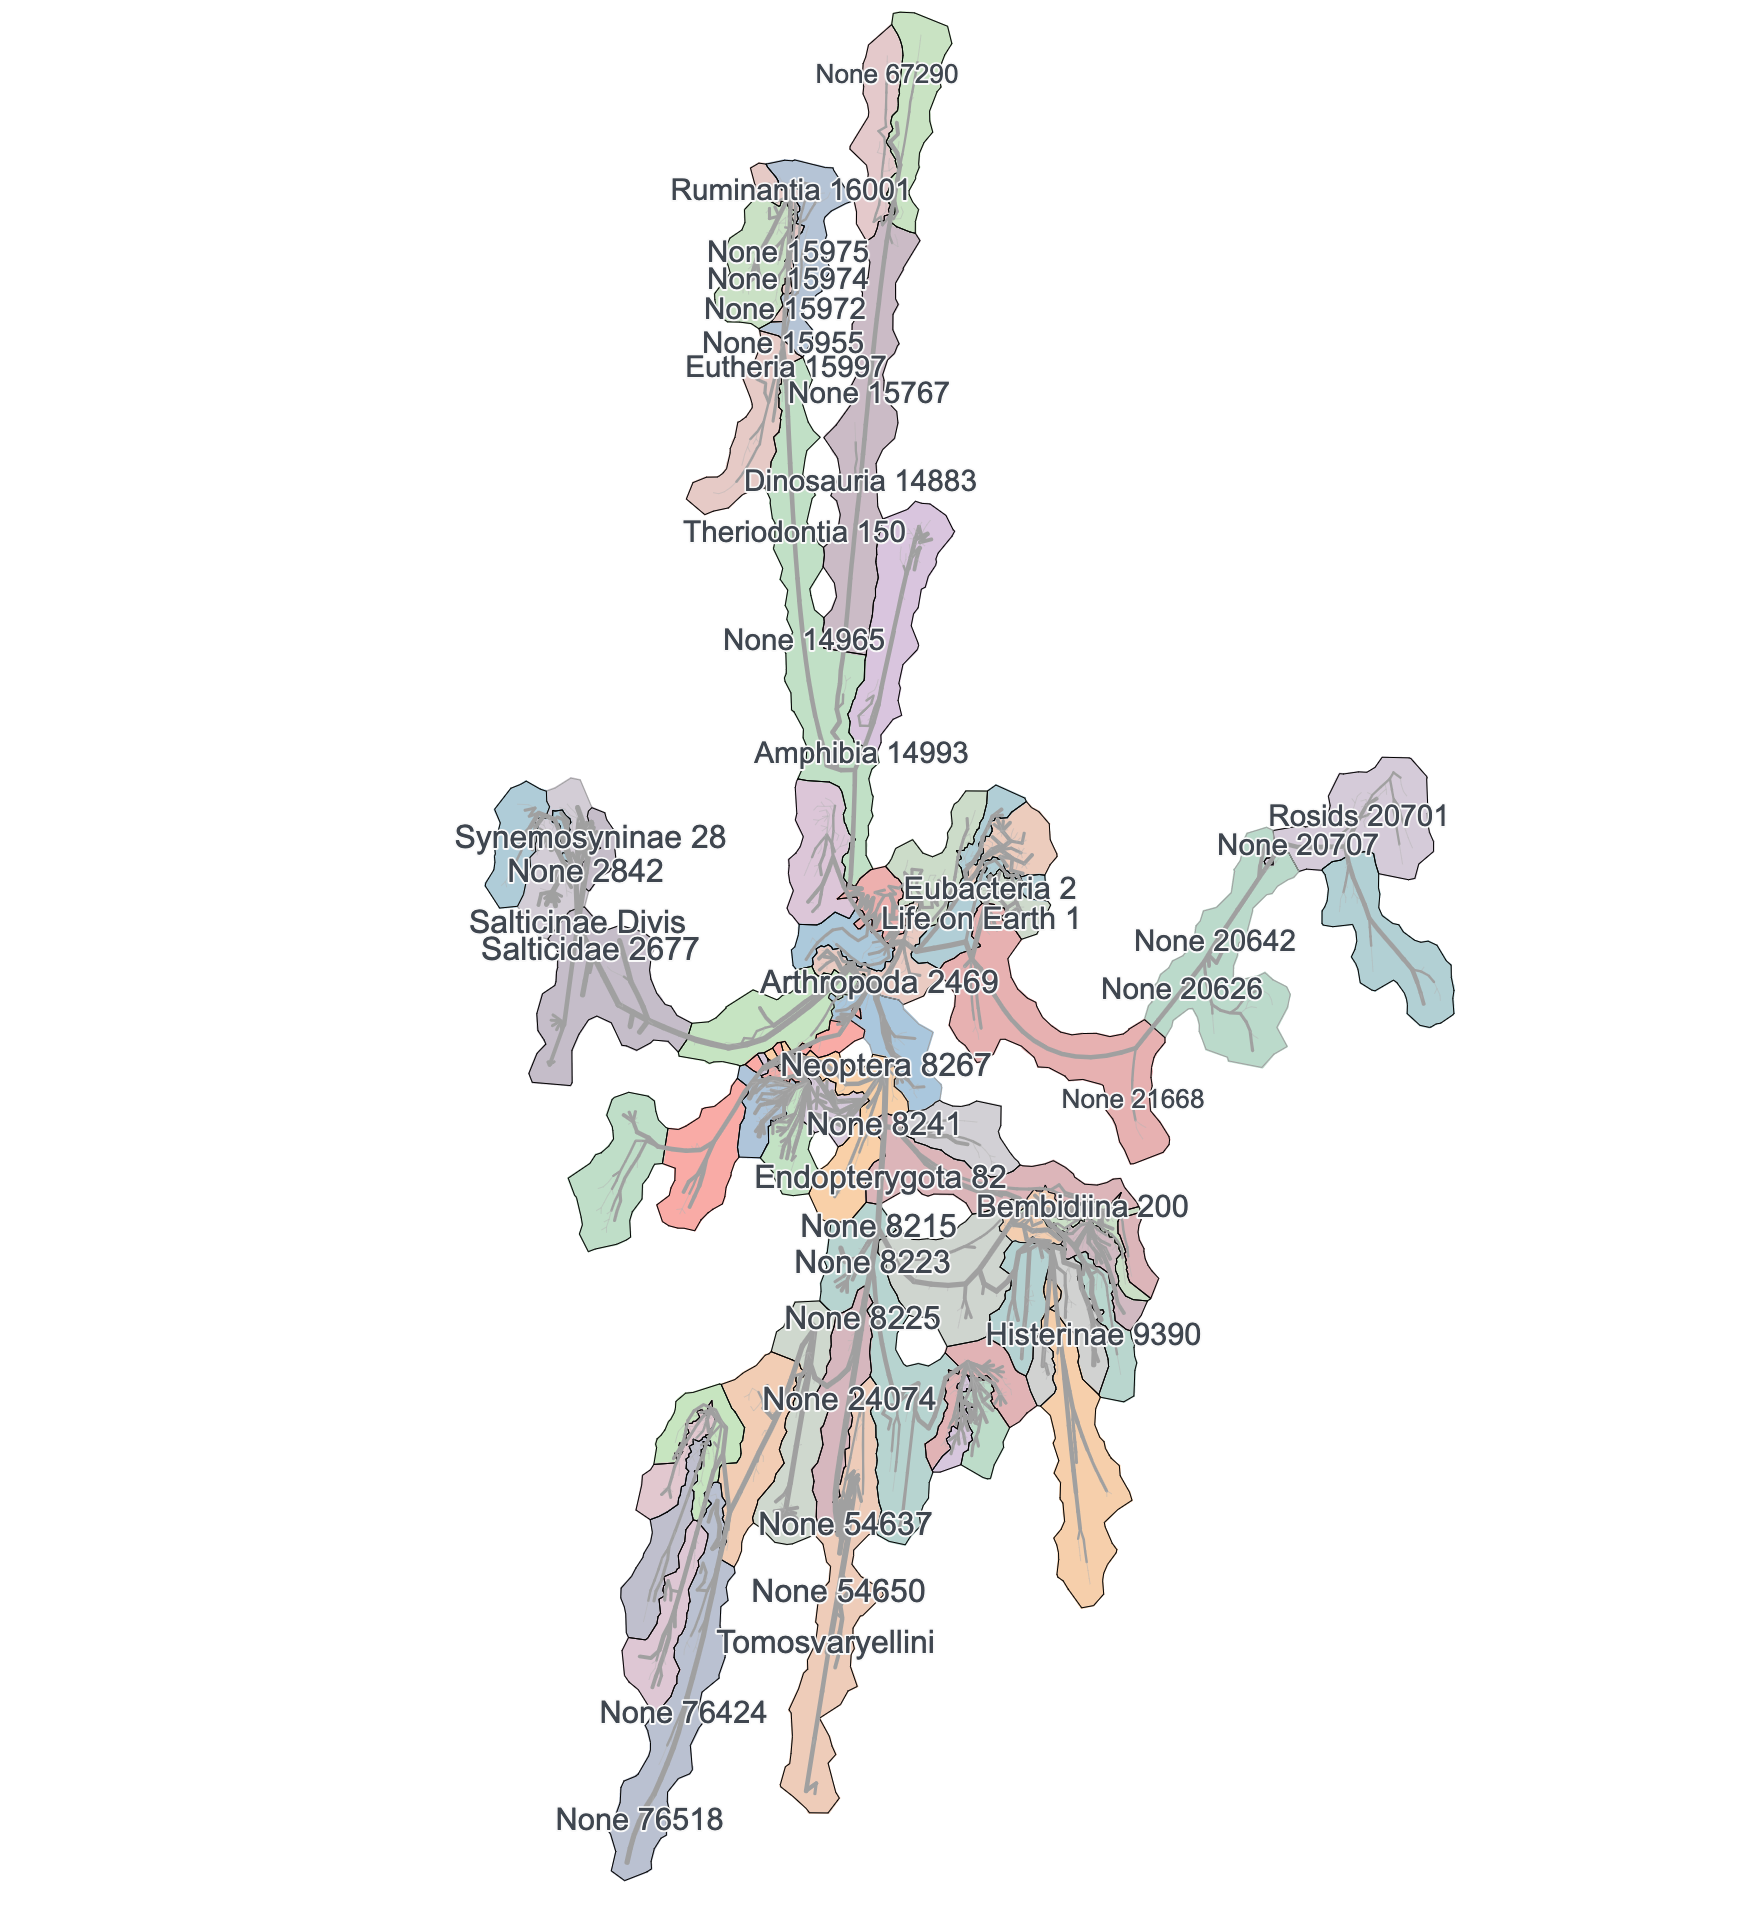 None 67290
Ruminantia 16001
None 15975
None 15974
None 15972
None 15955
Eutheria 15997
None 15767
Dinosauria 14883
Theriodontia 150
None 14965
Amphibia 14993
Rosids 20701
Synemosyninae 28
None 20707
None 2842
Eubacteria 2
Life on Earth 1
Salticinae Divis
None 20642
Salticidae 2677
Arthropoda 2469
None 20626
Neoptera 8267
None 21668
None 8241
Endopterygota 82
Bembidiina 200
None 8215
None 8223
None 8225
Histerinae 9390
None 24074
None 54637
None 54650
Tomosvaryellini
None 76424
None 76518